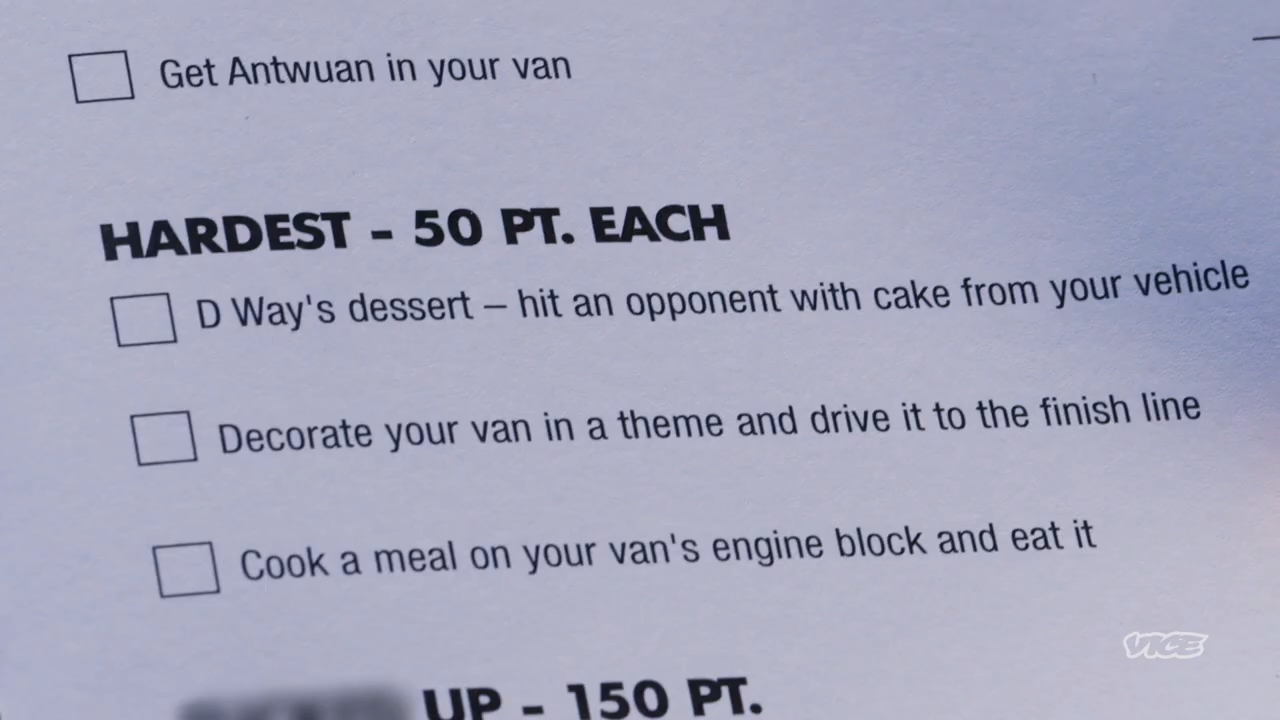 Get Antwuan in your van
HARDEST - 50 PT. EACH
D Way's dessert – hit an opponent with cake from your vehicle
Decorate your van in a theme and drive it to the finish line
Cook a meal on your van's engine block and eat it
UP - 150 PT.
VICE